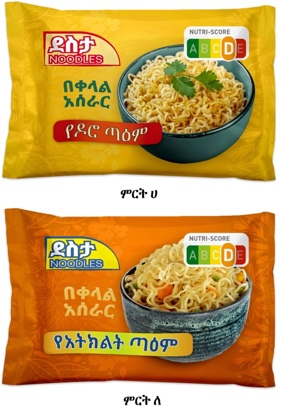 ደስታ
NOODLES
NUTRI-SCORE
A B C D E
በቀላል
አሰራር
የዶሮ ጣዕም
ምርት ሀ
ደስታ
NOODLES
NUTRI-SCORE
A B C D E
በቀላል
አሰራር
የአትክልት ጣዕም
ምርት ለ